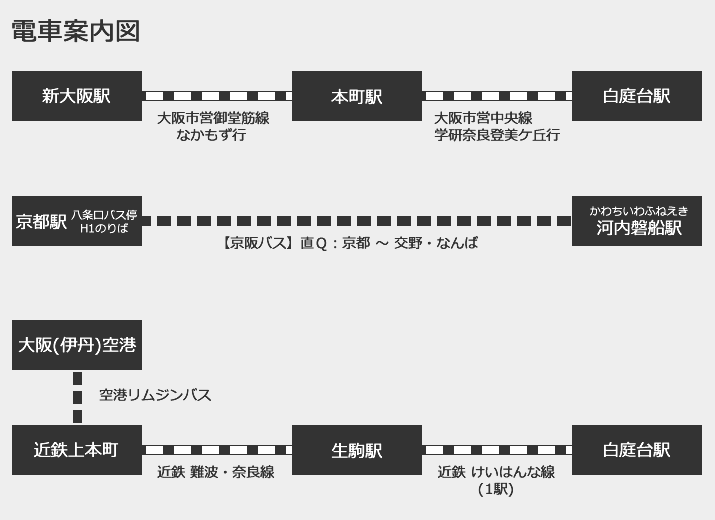 電車案内図
新大阪駅
大阪市営御堂筋線
なかもず行
本町駅
大阪市営中央線
学研奈良登美ケ丘行
白庭台駅
京都駅 八条口バス停
H1のりば
【京阪バス】直Q:京都 ～ 交野・なんば
かわちいわふねえき
河内磐船駅
大阪(伊丹)空港
空港リムジンバス
近鉄上本町
近鉄 難波・奈良線
生駒駅
近鉄 けいはんな線
(1駅)
白庭台駅